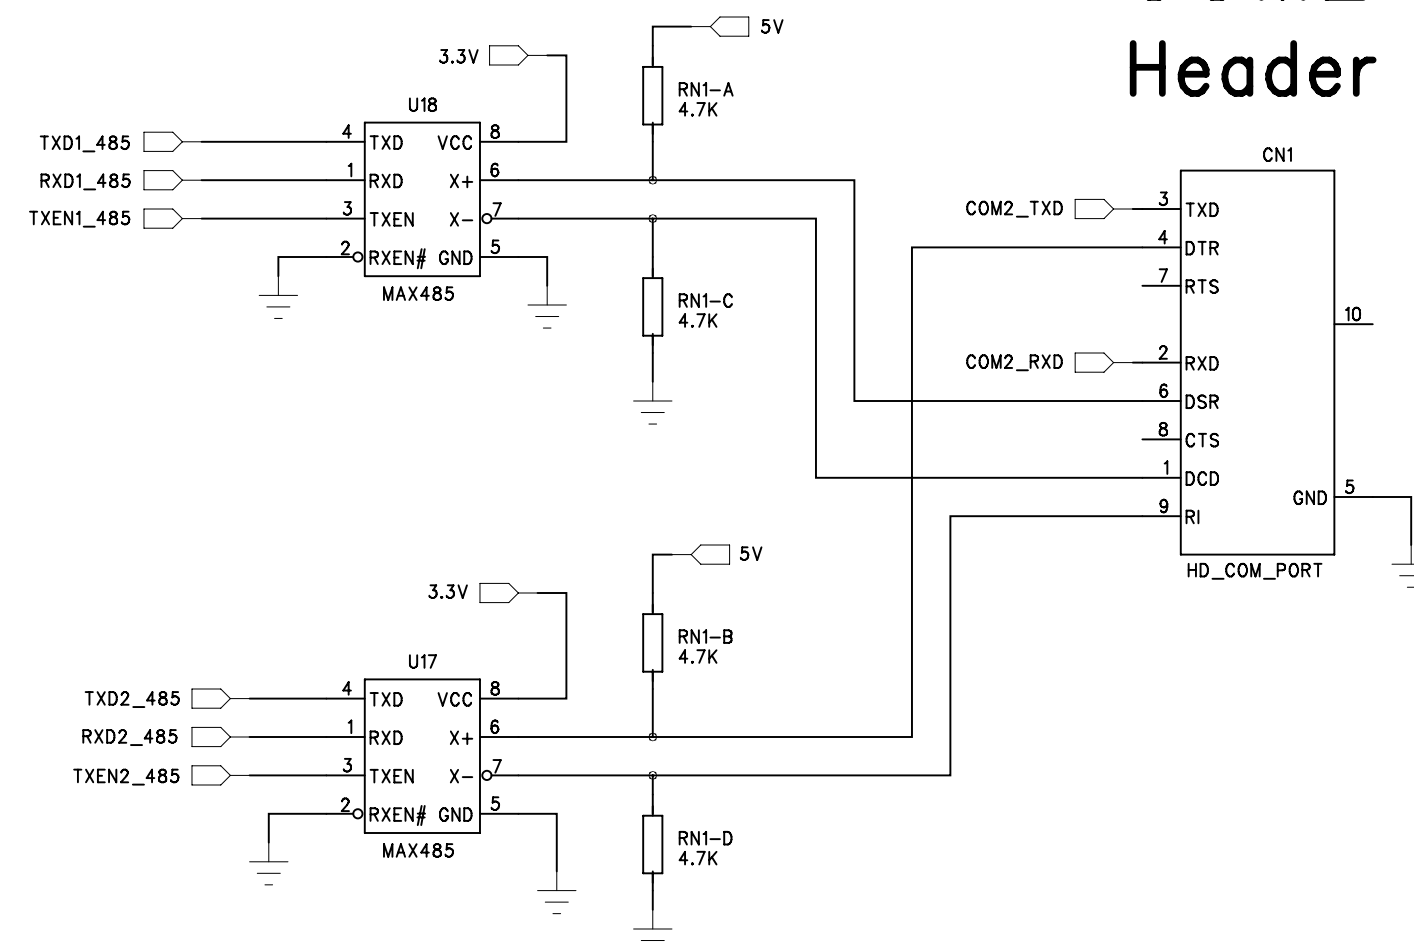 Header
5V
3.3V
RN1-A
4.7K
U18
TXD1_485
4
TXD
VCC
8
RXD1_485
1
RXD
X+
6
TXEN1_485
3
TXEN
X-
7
2
RXEN#
GND
5
MAX485
RN1-C
4.7K
CN1
COM2_TXD
3
TXD
4
DTR
7
RTS
10
COM2_RXD
2
RXD
6
DSR
8
CTS
1
DCD
GND
5
9
RI
HD_COM_PORT
5V
3.3V
RN1-B
4.7K
U17
TXD2_485
4
TXD
VCC
8
RXD2_485
1
RXD
X+
6
TXEN2_485
3
TXEN
X-
7
2
RXEN#
GND
5
MAX485
RN1-D
4.7K